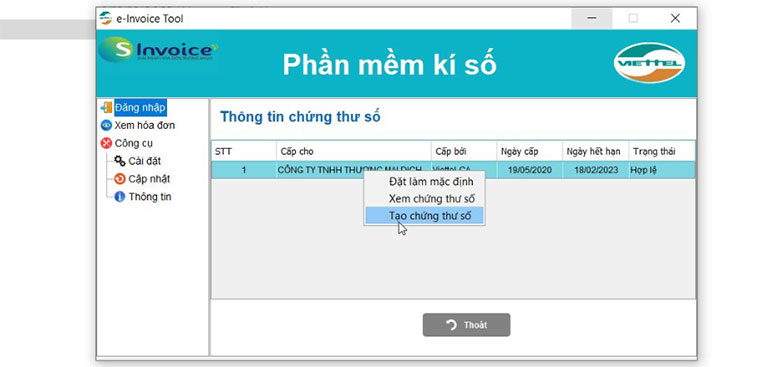 e-Invoice Tool
S Invoice
Phần mềm kí số
VIETTEL
Đăng nhập
Xem hóa đơn
Công cụ
Cài đặt
Cập nhật
Thông tin
Thông tin chứng thư số
STT Cấp cho Cấp bởi Ngày cấp Ngày hết hạn Trạng thái
1 CÔNG TY TNHH THƯƠNG MẠI DỊCH Viettel-CA 19/05/2020 18/02/2023 Hợp lệ
Đặt làm mặc định
Xem chứng thư số
Tạo chứng thư số
Thoát